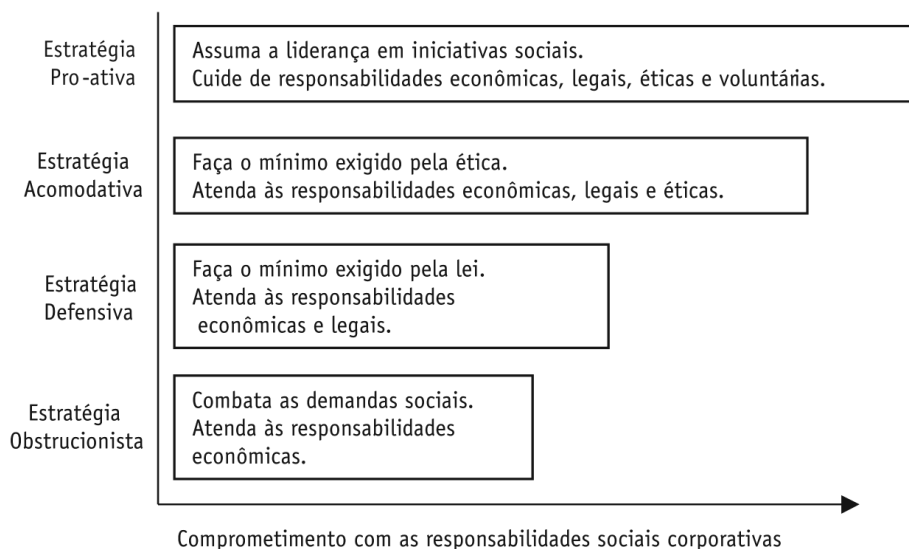 Estratégia
Pro-ativa
Assuma a liderança em iniciativas sociais.
Cuide de responsabilidades econômicas, legais, éticas e voluntárias.
Estratégia
Acomodativa
Faça o mínimo exigido pela ética.
Atenda às responsabilidades econômicas, legais e éticas.
Estratégia
Defensiva
Faça o mínimo exigido pela lei.
Atenda às responsabilidades
econômicas e legais.
Estratégia
Obstrucionista
Combata as demandas sociais.
Atenda às responsabilidades
econômicas.
Comprometimento com as responsabilidades sociais corporativas